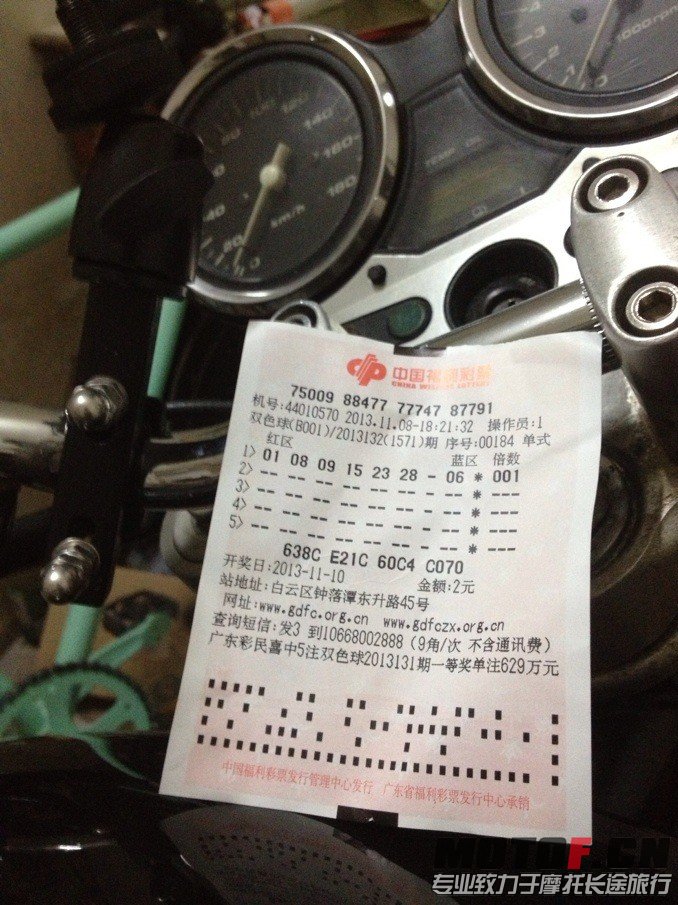 140
160
180
40
20
0
km/h
1000rpm
TEMP
中国福利彩票
CHINA WELFARE LOTTERY
75009 88477 77747 87791
机号:44010570 2013.11.08-18:21:32 操作员:1
双色球(B001)/2013132(1571)期 序号:00184 单式
红区 蓝区 倍数
1> 01 08 09 15 23 28 - 06 * 001
2> -- -- -- -- -- -- - -- * ---
3> -- -- -- -- -- -- - -- * ---
4> -- -- -- -- -- -- - -- * ---
5> -- -- -- -- -- -- - -- * ---
638C E21C 60C4 C070
开奖日:2013-11-10 金额:2元
站地址:白云区钟落潭东升路45号
网址:www.gdfc.org.cn www.gdfczx.org.cn
查询短信:发3 到10668002888 (9角/次 不含通讯费)
广东彩民喜中5注双色球2013131期一等奖单注629万元
中国福利彩票发行管理中心发行 广东省福利彩票发行中心承销
MOTOF.CN
专业致力于摩托长途旅行